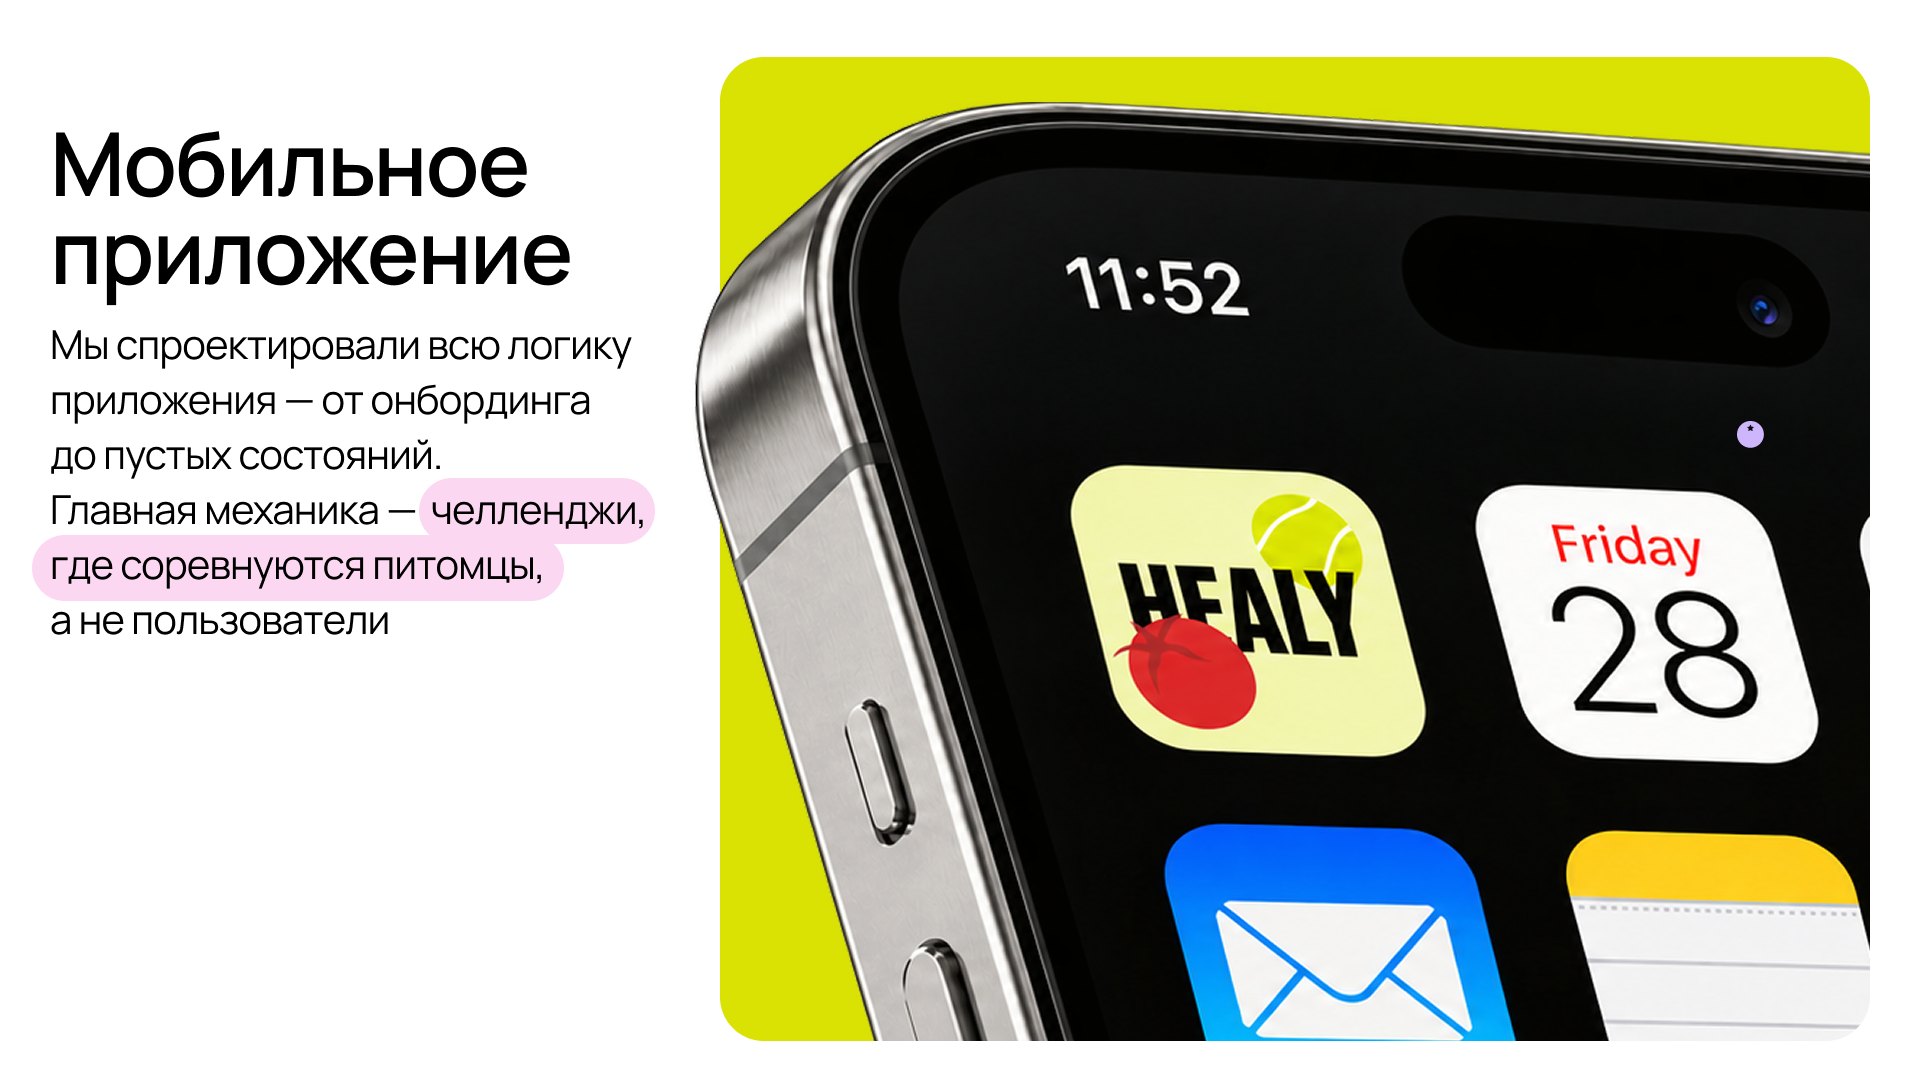 Мобильное
приложение
Мы спроектировали всю логику
приложения — от онбординга
до пустых состояний.
Главная механика — челленджи,
где соревнуются питомцы,
а не пользователи
11:52
HEALY
Friday
28